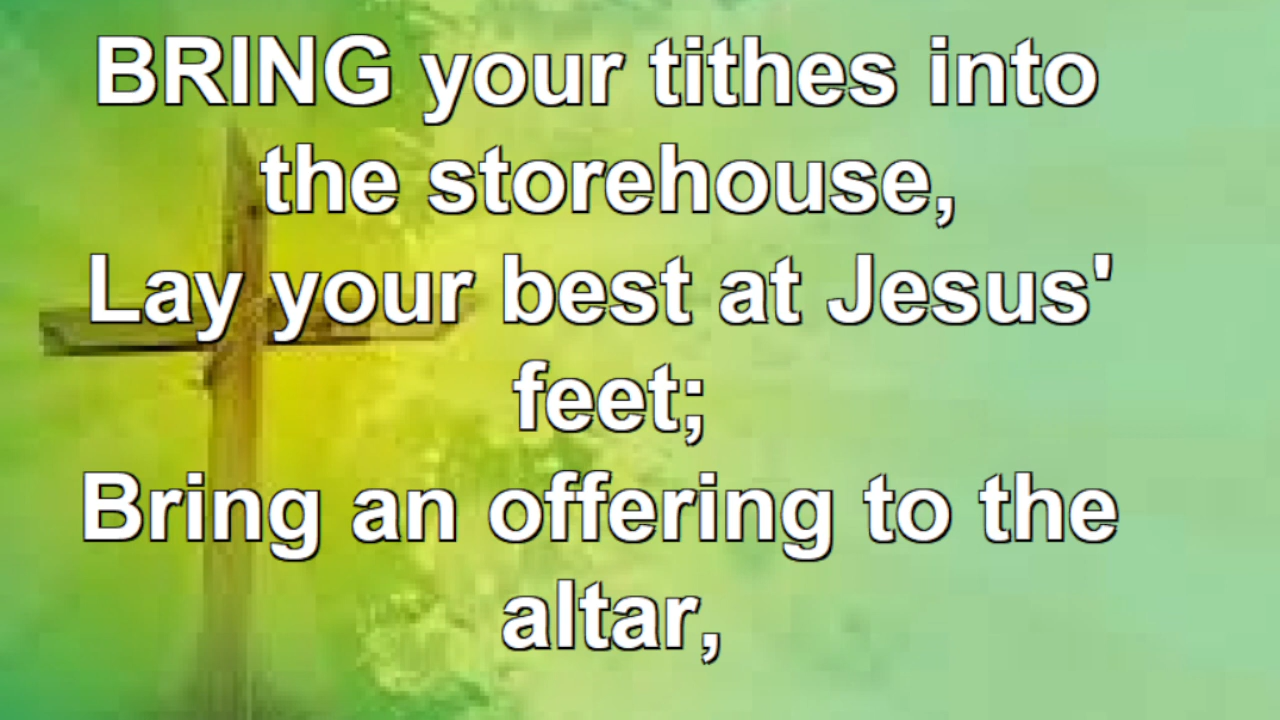 BRING your tithes into
the storehouse,
Lay your best at Jesus'
feet;
Bring an offering to the
altar,